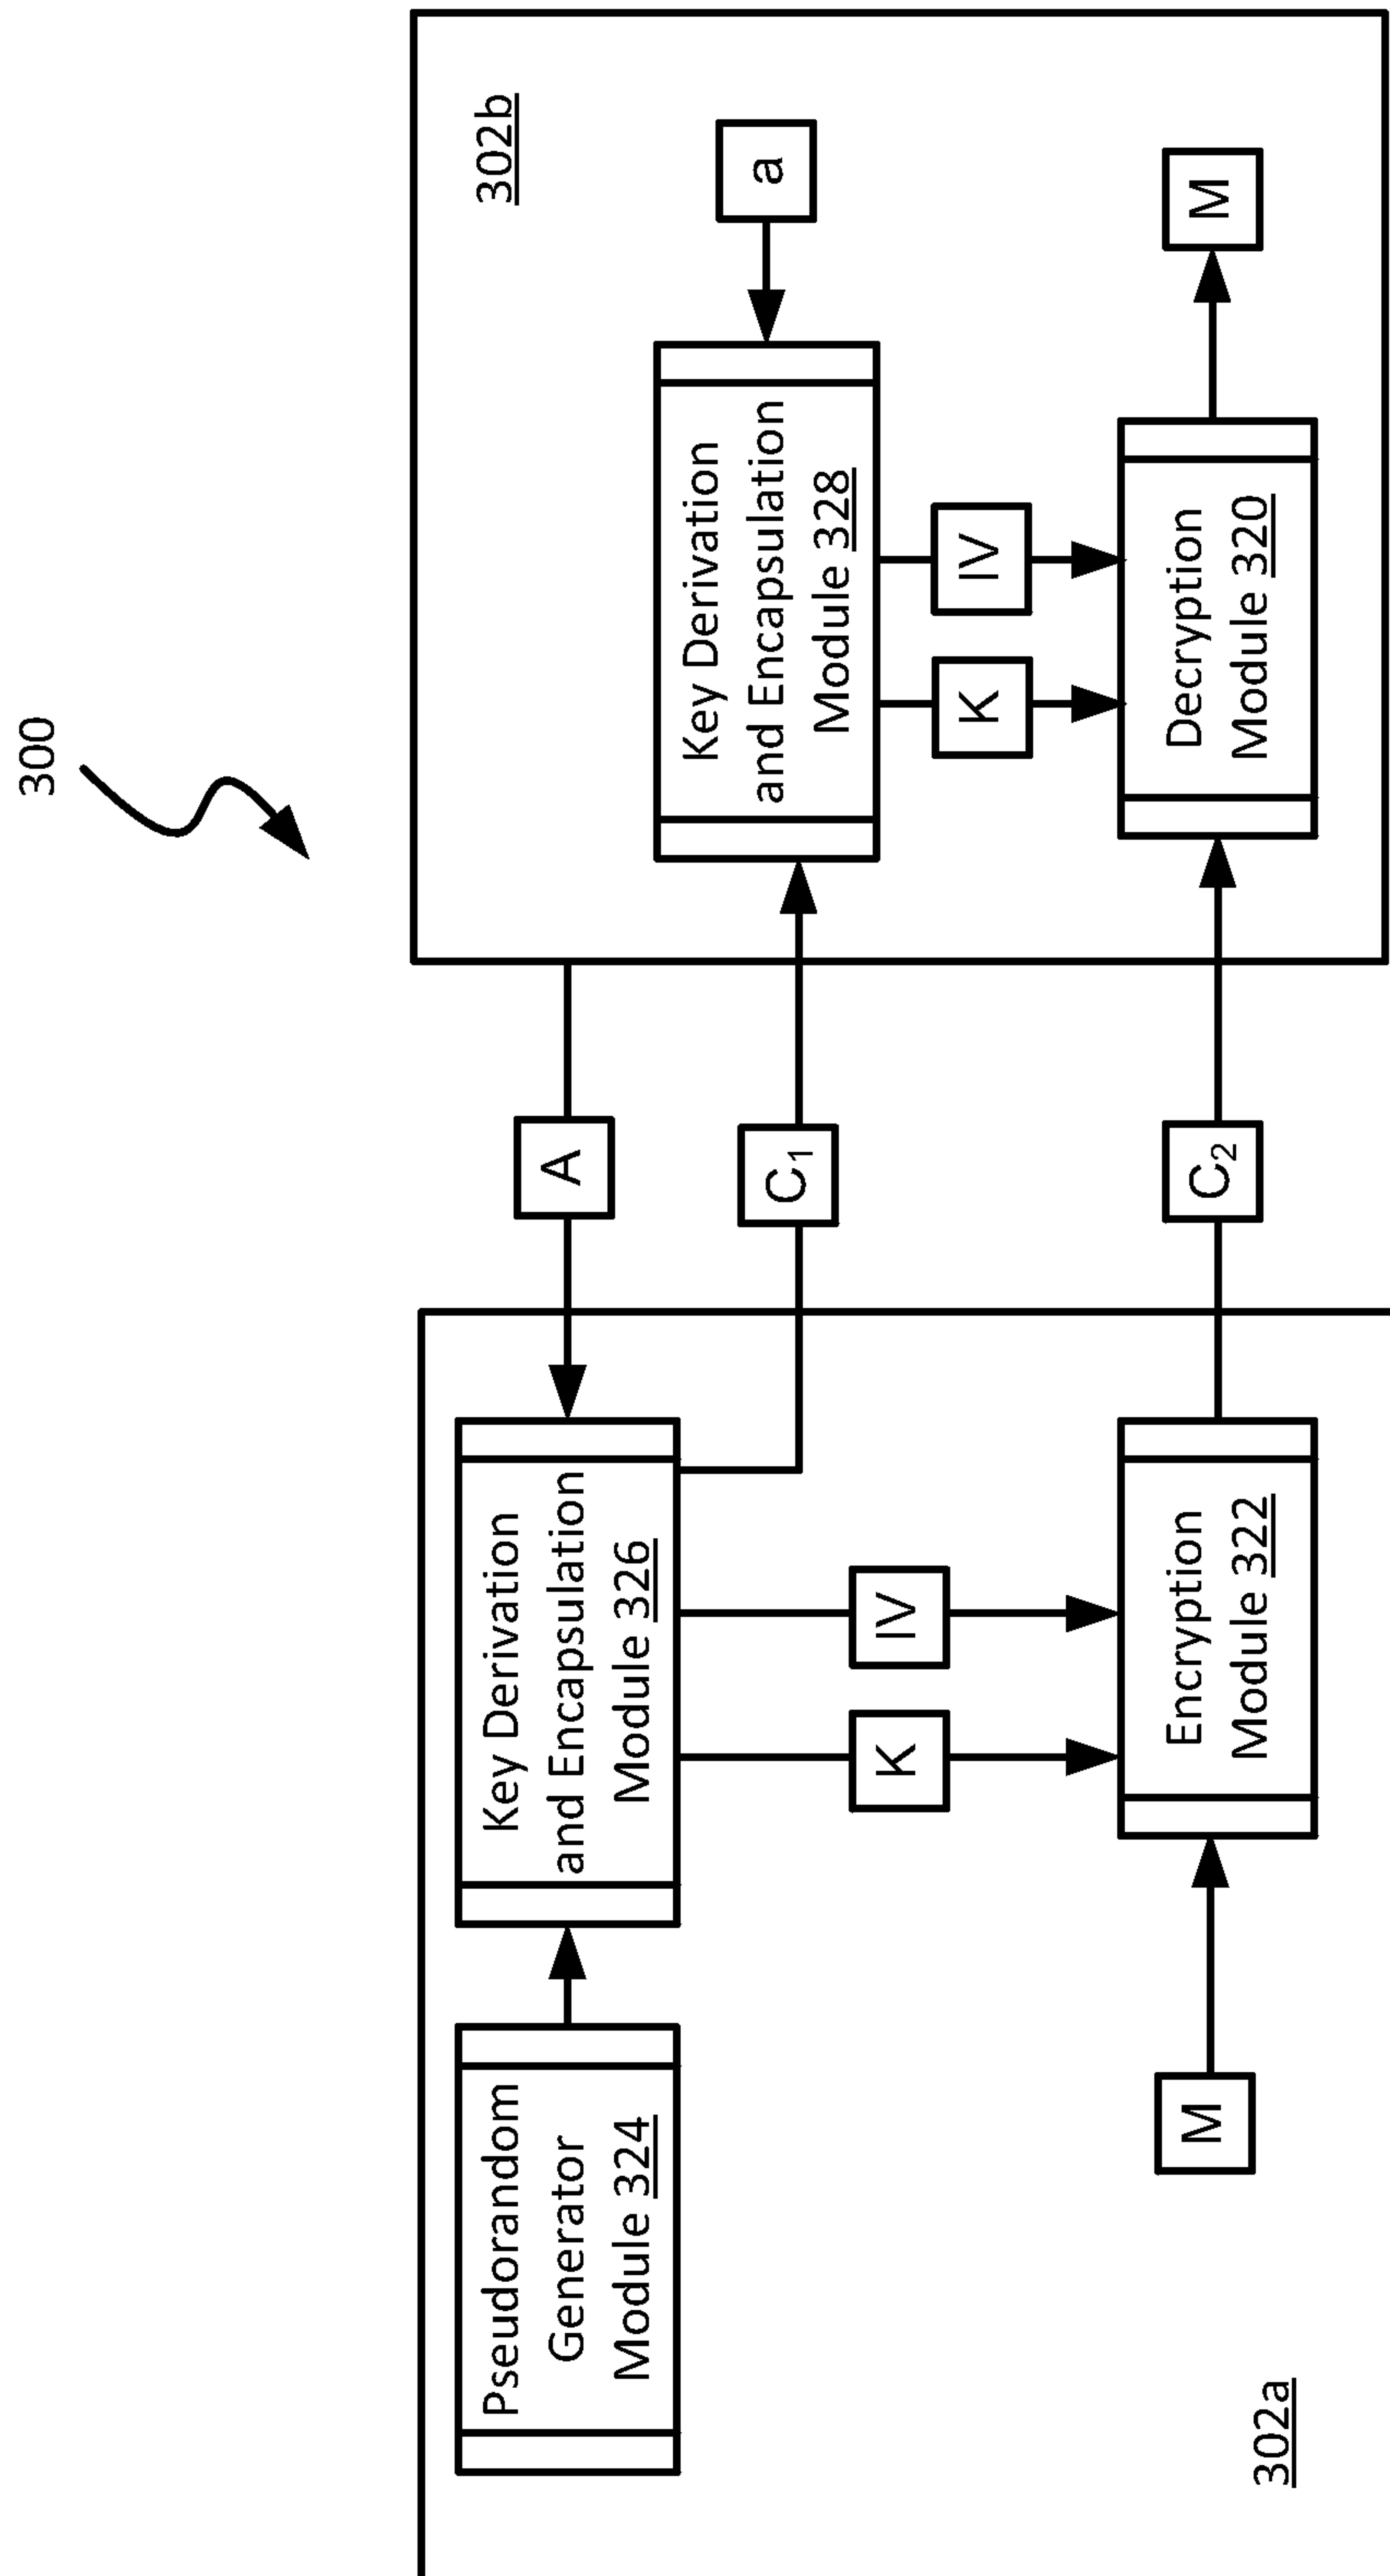 300
302b
a
Key Derivation
and Encapsulation
Module 328
K
IV
Decryption
Module 320
M
A
C₁
C₂
Pseudorandom
Generator
Module 324
Key Derivation
and Encapsulation
Module 326
K
IV
M
Encryption
Module 322
302a